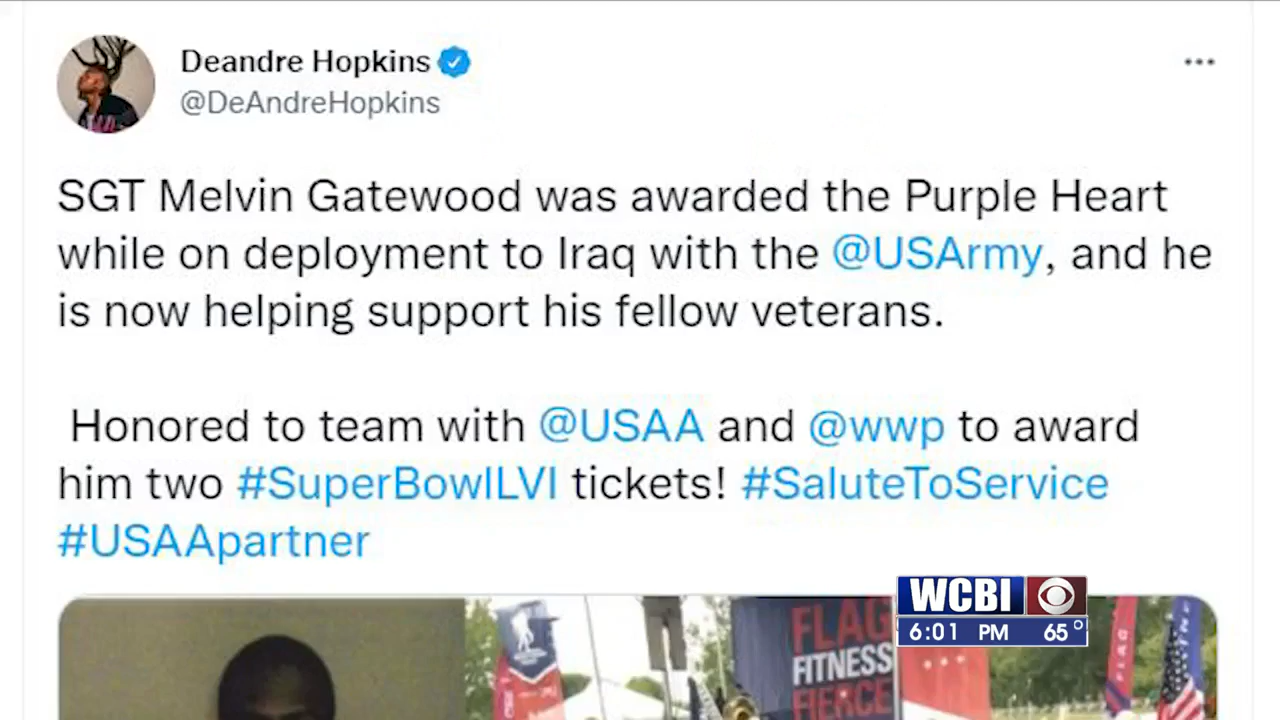 Deandre Hopkins
@DeAndreHopkins
SGT Melvin Gatewood was awarded the Purple Heart
while on deployment to Iraq with the @USArmy, and he
is now helping support his fellow veterans.
Honored to team with @USAA and @wwp to award
him two #SuperBowlLVI tickets! #SaluteToService
#USAApartner
WCBI
6:01 PM 65°
FLAG
FITNESS
FIERCE
FLAG